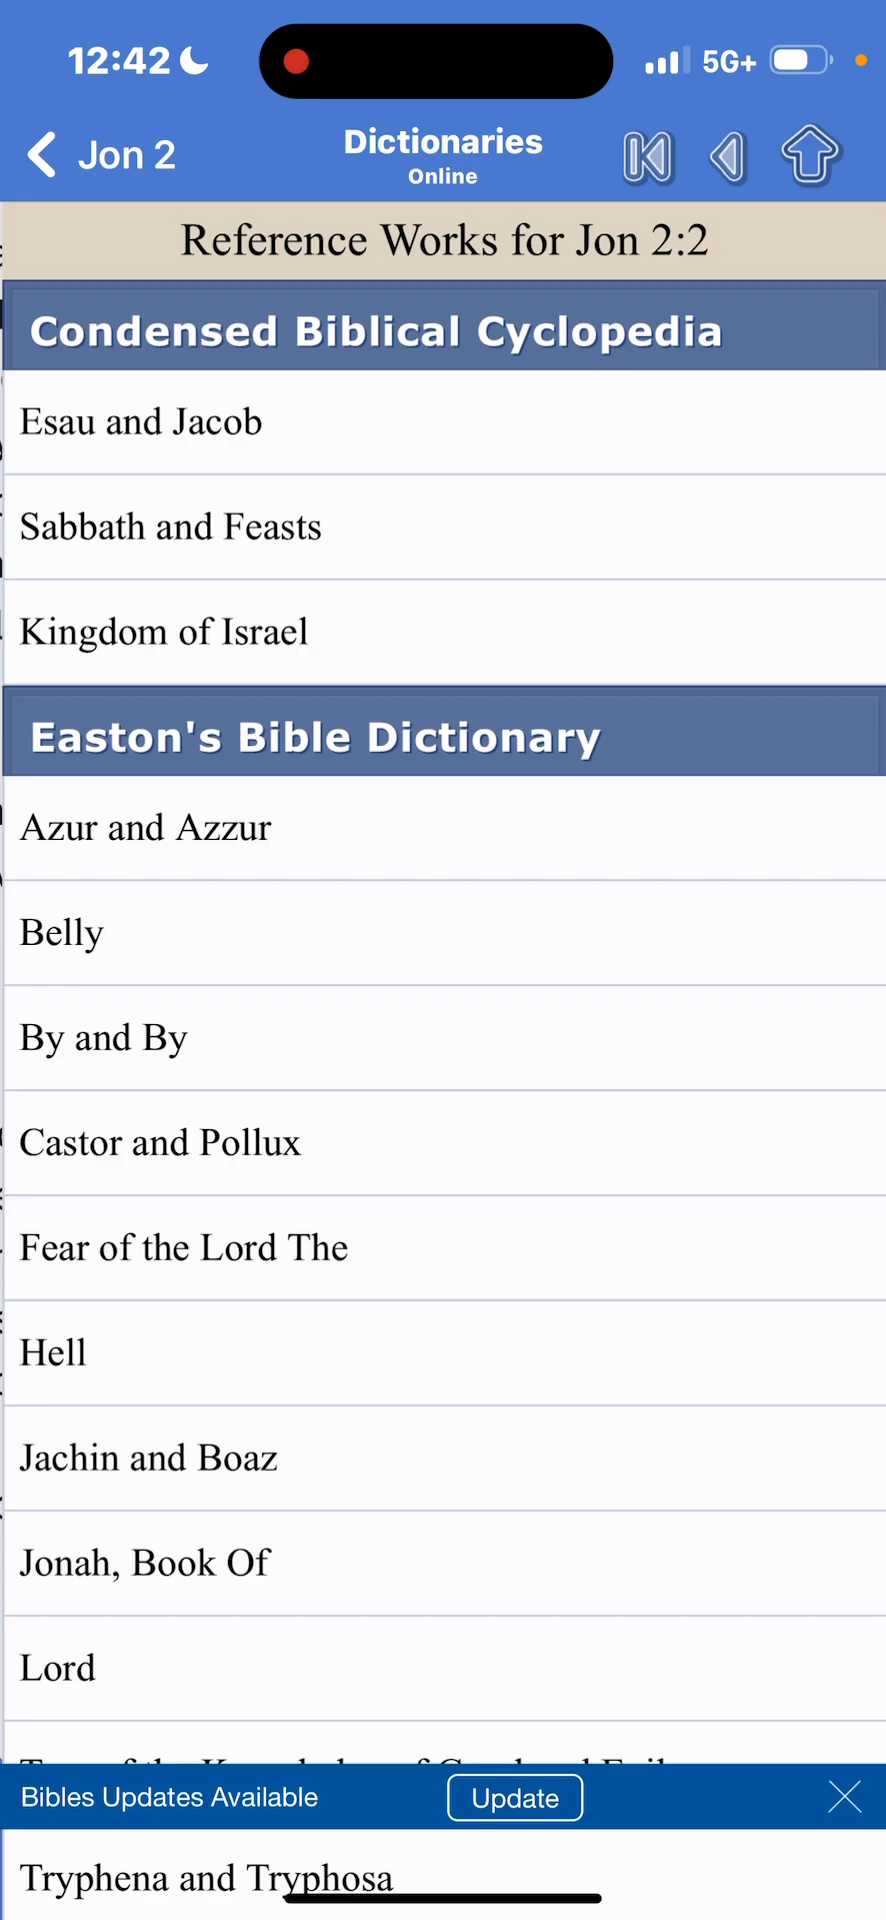 12:42
5G+
Jon 2
Dictionaries
Online
Reference Works for Jon 2:2
Condensed Biblical Cyclopedia
Esau and Jacob
Sabbath and Feasts
Kingdom of Israel
Easton's Bible Dictionary
Azur and Azzur
Belly
By and By
Castor and Pollux
Fear of the Lord The
Hell
Jachin and Boaz
Jonah, Book Of
Lord
Bibles Updates Available
Update
Tryphena and Tryphosa